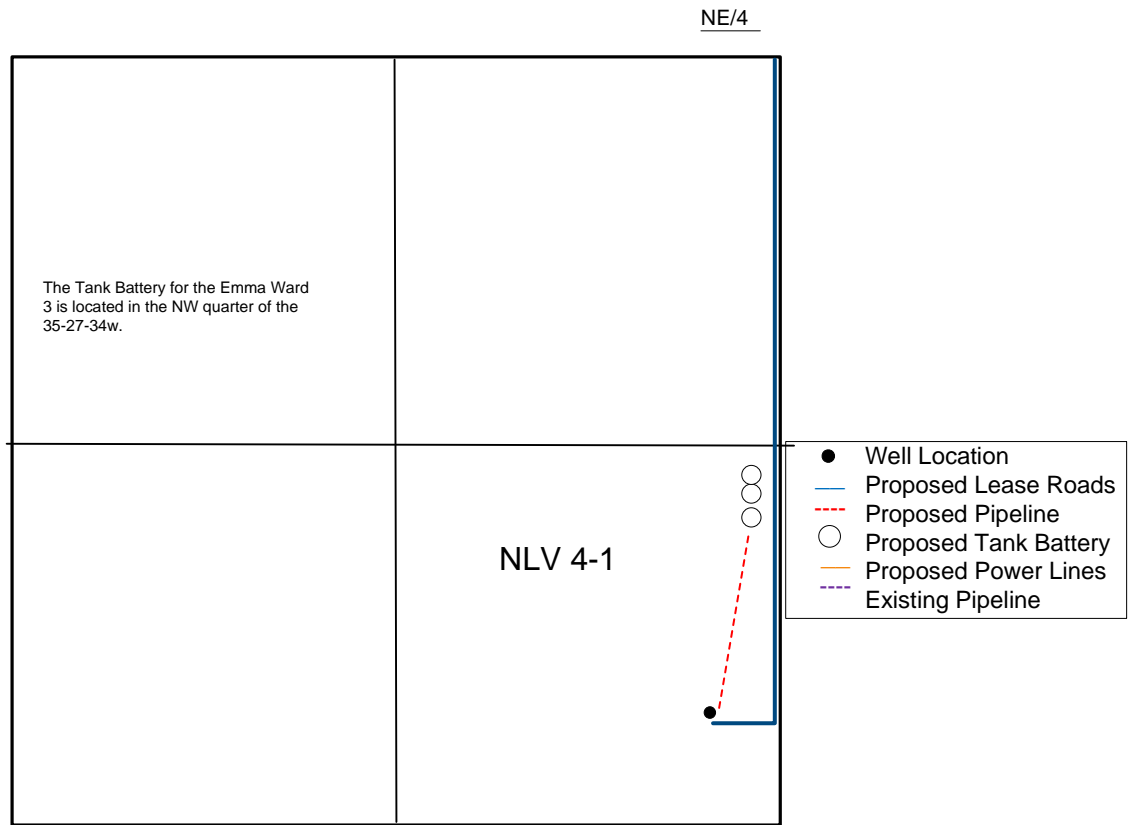 NE/4
The Tank Battery for the Emma Ward
3 is located in the NW quarter of the
35-27-34w.
NLV 4-1
Well Location
Proposed Lease Roads
Proposed Pipeline
Proposed Tank Battery
Proposed Power Lines
Existing Pipeline